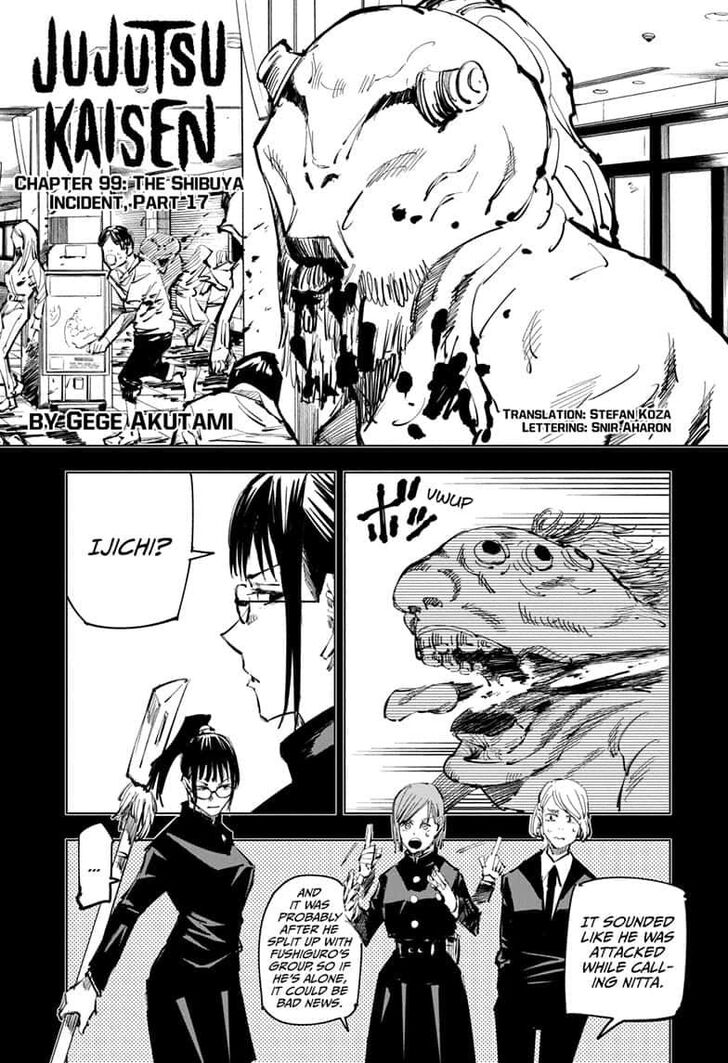 JUJUTSU
KAISEN
CHAPTER 99: THE SHIBUYA
INCIDENT, PART 17
BY GEGE AKUTAMI
TRANSLATION: STEFAN KOZA
LETTERING: SNIR AHARON
ボッ
VWUP
IJICHI?
IT SOUNDED
LIKE HE WAS
ATTACKED
WHILE CALL-
ING NITTA.
AND
IT WAS
PROBABLY
AFTER HE
SPLIT UP WITH
FUSHIGURO'S
GROUP, SO IF
HE'S ALONE,
IT COULD BE
BAD NEWS.
...